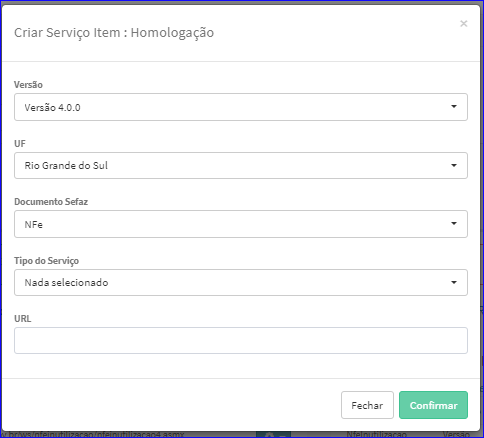 Criar Serviço Item : Homologação
×
Versão
Versão 4.0.0
UF
Rio Grande do Sul
Documento Sefaz
NFe
Tipo do Serviço
Nada selecionado
URL
Fechar
Confirmar